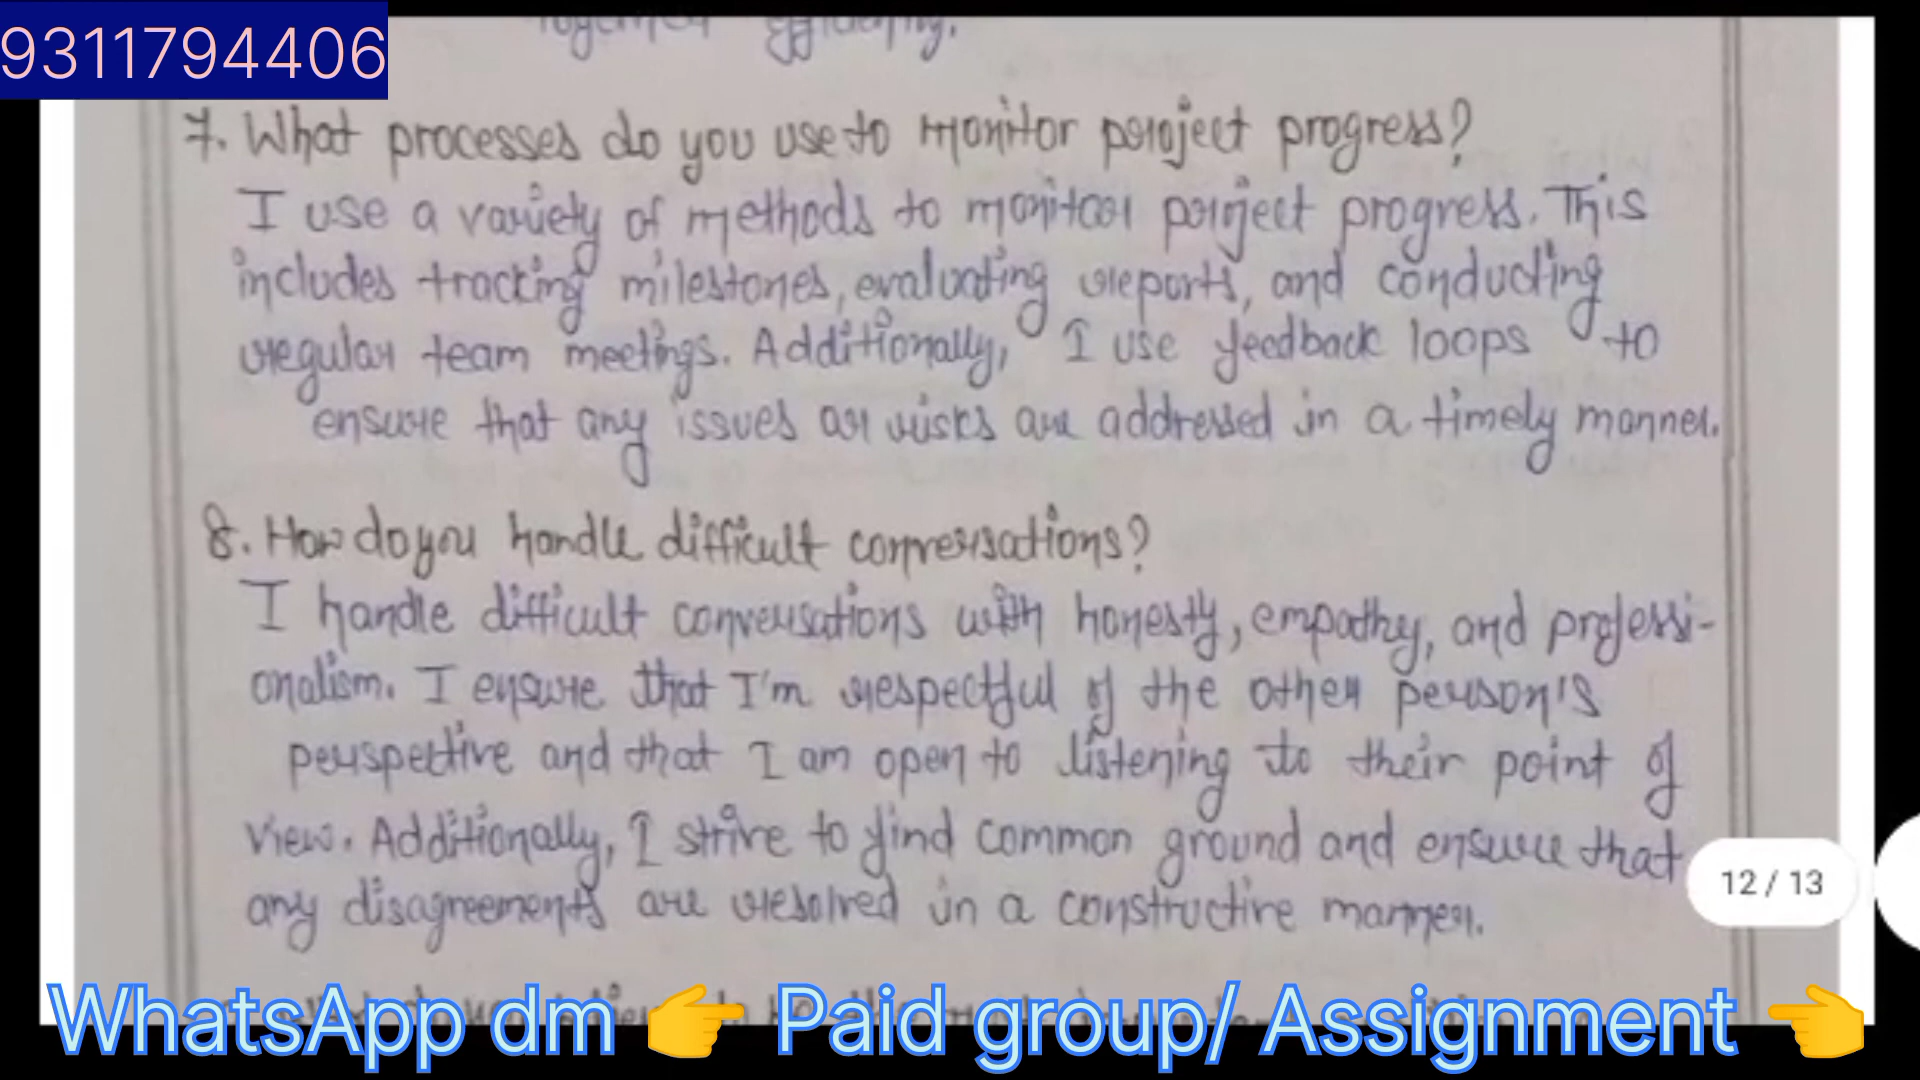 9311794406
7. What processes do you use to monitor project progress?
I use a variety of methods to monitor project progress. This
includes tracking milestones, evaluating reports, and conducting
regular team meetings. Additionally, I use feedback loops to
ensure that any issues or risks are addressed in a timely manner.
8. How do you handle difficult conversations?
I handle difficult conversations with honesty, empathy, and professi-
onalism. I ensure that I'm respectful of the other person's
perspective and that I am open to listening to their point of
view. Additionally, I strive to find common ground and ensure that
any disagreements are resolved in a constructive manner.
12 / 13
WhatsApp dm 👉 Paid group/ Assignment 👈